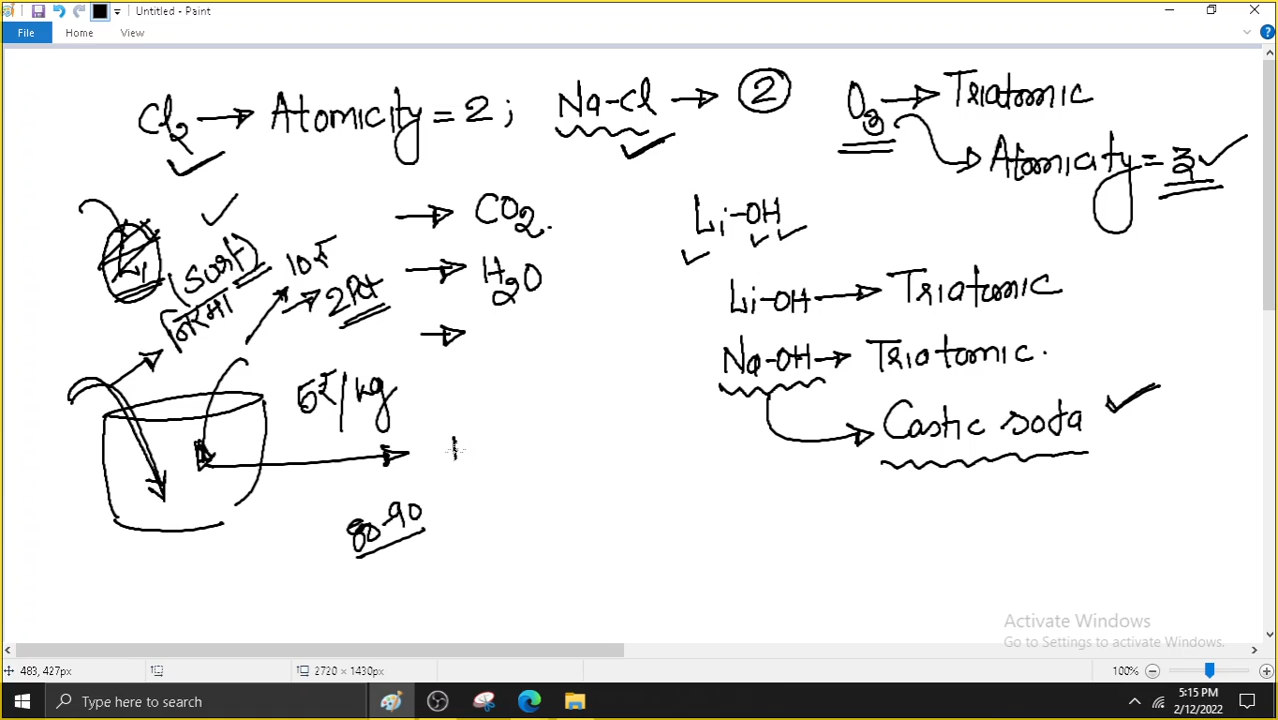 Untitled - Paint
File Home View
Cl2 → Atomicity = 2 ; Na-Cl → 2
O3 → Triatomic
Atomicity = 3
→ CO2.
Li-OH
(Surf)
10₹
→ H2O
2 Pkt
Li-OH → Triatomic
→
Na-OH → Triatomic.
5₹/kg
Castic soda
80-90
Activate Windows
Go to Settings to activate Windows.
483, 427px
2720 × 1430px
100%
Type here to search
5:15 PM
2/12/2022